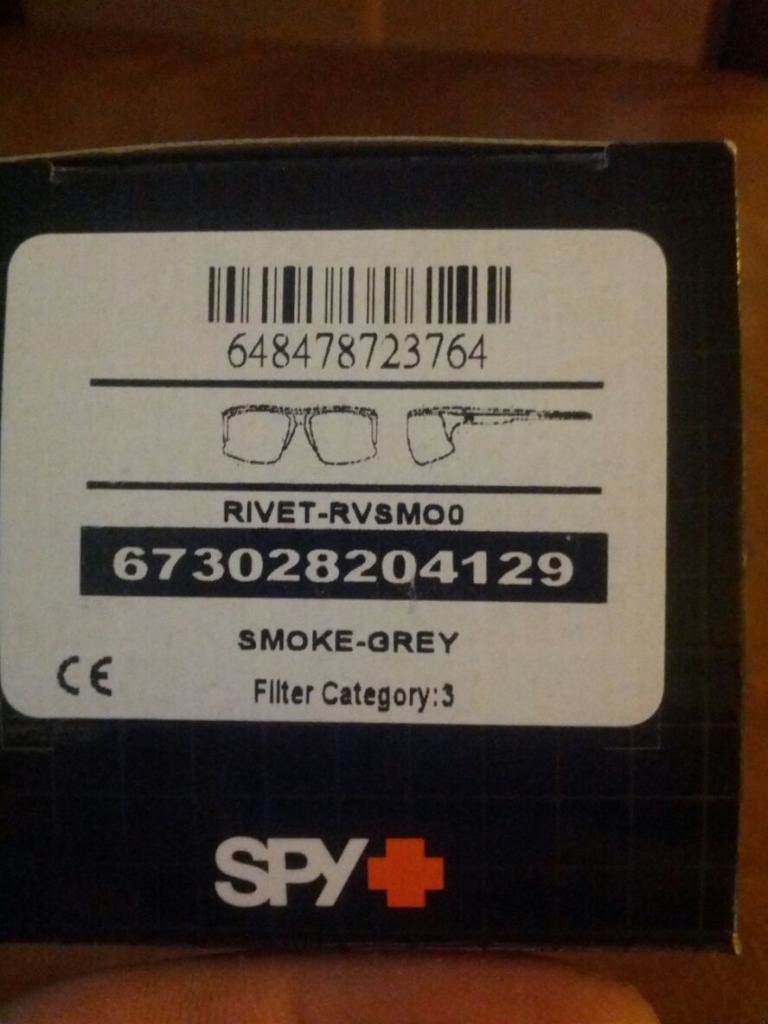 648478723764
RIVET-RVSMO0
673028204129
SMOKE-GREY
CE
Filter Category:3
SPY